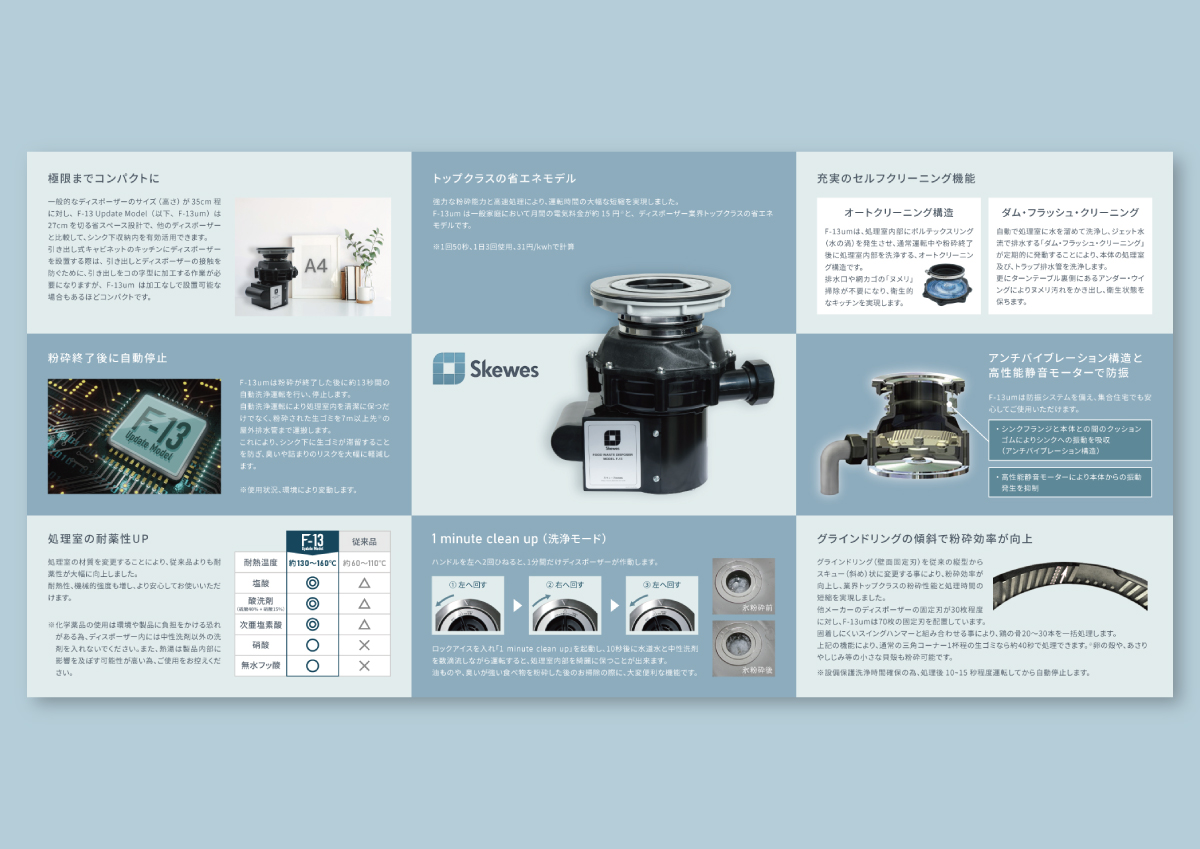 極限までコンパクトに
一般的なディスポーザーのサイズ（高さ）が 35cm 程
に対し、F-13 Update Model（以下、F-13um）は
27cm を切る省スペース設計で、他のディスポーザー
と比較して、シンク下収納内を有効活用できます。
引き出し式キャビネットのキッチンにディスポーザー
を設置する際は、引き出しとディスポーザーの接触を
防ぐために、引き出しをコの字型に加工する作業が必
要になりますが、F-13um は加工なしで設置可能な
場合もあるほどコンパクトです。
A4
トップクラスの省エネモデル
強力な粉砕能力と高速処理により、運転時間の大幅な短縮を実現しました。
F-13um は一般家庭において月間の電気料金が約 15 円※と、ディスポーザー業界トップクラスの省エネ
モデルです。
※1回50秒、1日3回使用、31円/kwhで計算
充実のセルフクリーニング機能
オートクリーニング構造
F-13umは、処理室内部にボルテックスリング
（水の渦）を発生させ、通常運転中や粉砕終了
後に処理室内部を洗浄する、オートクリーニン
グ構造です。
排水口や網カゴの「ヌメリ」
掃除が不要になり、衛生的
なキッチンを実現します。
ダム・フラッシュ・クリーニング
自動で処理室に水を溜めて洗浄し、ジェット水
流で排水する「ダム・フラッシュ・クリーニング」
が定期的に発動することにより、本体の処理室
及び、トラップ排水管を洗浄します。
更にターンテーブル裏側にあるアンダー・ウイ
ングによりヌメリ汚れをかき出し、衛生状態を
保ちます。
粉砕終了後に自動停止
F-13
Update Model
F-13umは粉砕が終了した後に約13秒間の
自動洗浄運転を行い、停止します。
自動洗浄運転により処理室内を清潔に保つだ
けでなく、粉砕された生ゴミを7m以上先※の
屋外排水管まで運搬します。
これにより、シンク下に生ゴミが滞留すること
を防ぎ、臭いや詰まりのリスクを大幅に軽減し
ます。
※使用状況、環境により変動します。
Skewes
Skewes
FOOD WASTE DISPOSER
MODEL F-13
アンチバイブレーション構造と
高性能静音モーターで防振
F-13umは防振システムを備え、集合住宅でも安
心してご使用いただけます。
・シンクフランジと本体との間のクッション
ゴムによりシンクへの振動を吸収
（アンチバイブレーション構造）
・高性能静音モーターにより本体からの振動
発生を抑制
処理室の耐薬性UP
処理室の材質を変更することにより、従来品よりも耐
薬性が大幅に向上しました。
耐熱性、機械的強度も増し、より安心してお使いいただ
けます。
※化学薬品の使用は環境や製品に負担をかける恐れ
がある為、ディスポーザー内には中性洗剤以外の洗
剤を入れないでください。また、熱湯は製品内部に
影響を及ぼす可能性が高い為、ご使用をお控えくだ
さい。
F-13 Update Model 従来品
耐熱温度 約130〜160℃ 約60〜110℃
塩酸 ◎ △
酸洗剤 ◎ △
次亜塩素酸 ◎ △
硝酸 ○ ×
無水フッ酸 ○ ×
1 minute clean up（洗浄モード）
ハンドルを左へ2回ひねると、1分間だけディスポーザーが作動します。
①左へ回す ②右へ回す ③左へ回す
氷粉砕前
氷粉砕後
ロックアイスを入れ「1 minute clean up」を起動し、10秒後に水道水と中性洗剤
を数滴流しながら運転すると、処理室内部を綺麗に保つことが出来ます。
油ものや、臭いが強い食べ物を粉砕した後のお掃除の際に、大変便利な機能です。
グラインドリングの傾斜で粉砕効率が向上
グラインドリング（壁面固定刃）を従来の縦型から
スキュー（斜め）状に変更する事により、粉砕効率が
向上し、業界トップクラスの粉砕性能と処理時間の
短縮を実現しました。
他メーカーのディスポーザーの固定刃が30枚程度
に対し、F-13umは70枚の固定刃を配置しています。
固着しにくいスイングハンマーと組み合わせる事により、鶏の骨20〜30本を一括処理します。
上記の機能により、通常の三角コーナー1杯程の生ゴミなら約40秒で処理できます。※卵の殻や、あさり
やしじみ等の小さな貝殻も粉砕可能です。
※設備保護洗浄時間確保の為、処理後 10~15 秒程度運転してから自動停止します。